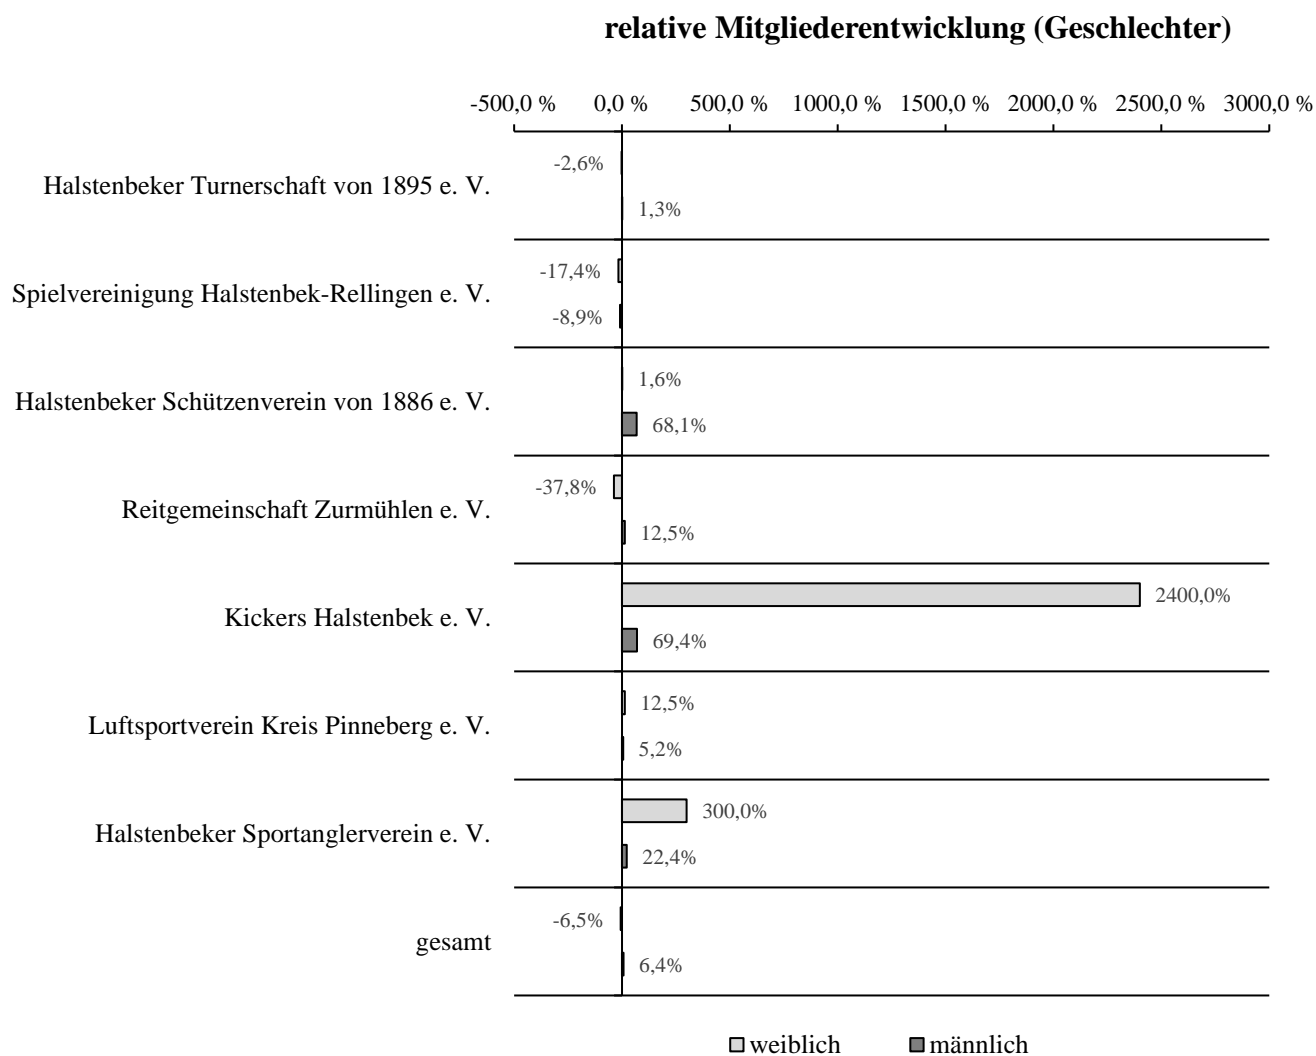 relative Mitgliederentwicklung (Geschlechter)
-500,0 % 0,0 % 500,0 % 1000,0 % 1500,0 % 2000,0 % 2500,0 % 3000,0 %
-2,6%
Halstenbeker Turnerschaft von 1895 e. V.
1,3%
-17,4%
Spielvereinigung Halstenbek-Rellingen e. V.
-8,9%
1,6%
Halstenbeker Schützenverein von 1886 e. V.
68,1%
-37,8%
Reitgemeinschaft Zurmühlen e. V.
12,5%
2400,0%
Kickers Halstenbek e. V.
69,4%
12,5%
Luftsportverein Kreis Pinneberg e. V.
5,2%
300,0%
Halstenbeker Sportanglerverein e. V.
22,4%
-6,5%
gesamt
6,4%
weiblich männlich